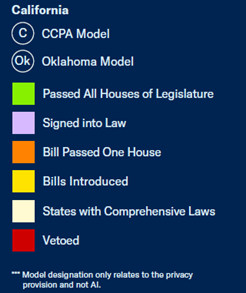 California
C CCPA Model
Ok Oklahoma Model
Passed All Houses of Legislature
Signed into Law
Bill Passed One House
Bills Introduced
States with Comprehensive Laws
Vetoed
*** Model designation only relates to the privacy
provision and not AI.